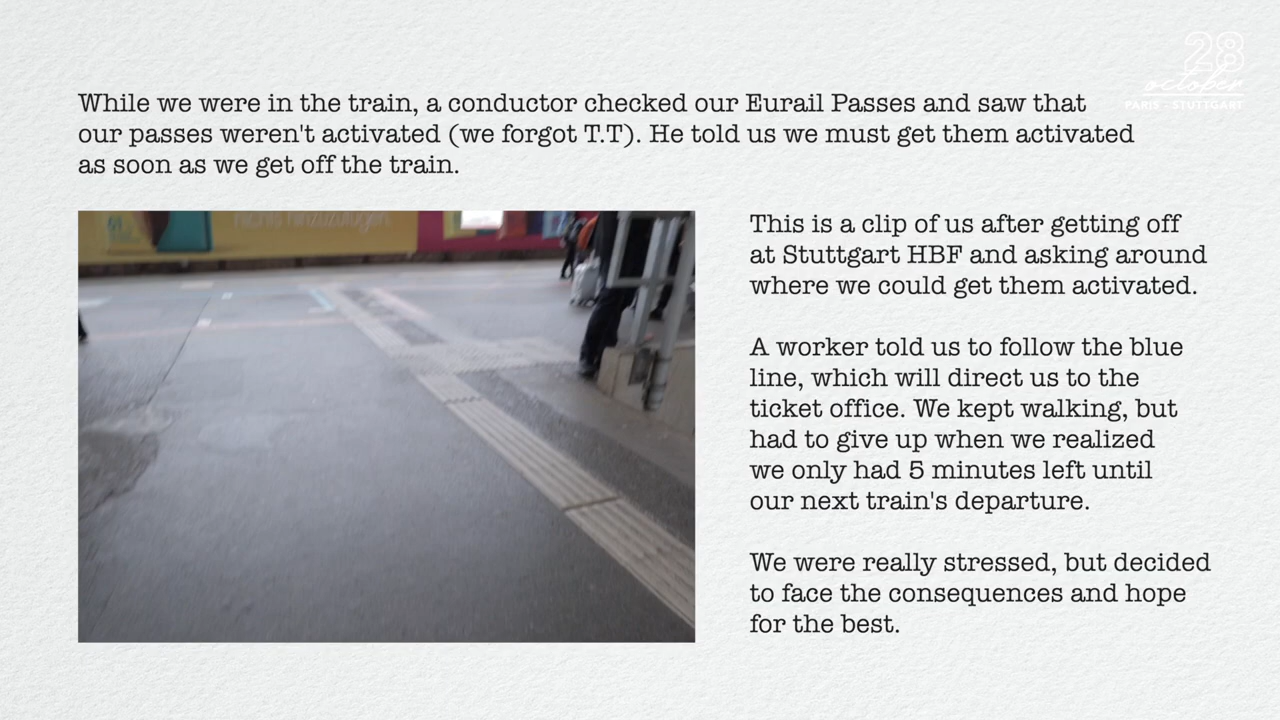 28
october
PARIS - STUTTGART
While we were in the train, a conductor checked our Eurail Passes and saw that
our passes weren't activated (we forgot T.T). He told us we must get them activated
as soon as we get off the train.
nichts hinzuzufügen.
This is a clip of us after getting off
at Stuttgart HBF and asking around
where we could get them activated.
A worker told us to follow the blue
line, which will direct us to the
ticket office. We kept walking, but
had to give up when we realized
we only had 5 minutes left until
our next train's departure.
We were really stressed, but decided
to face the consequences and hope
for the best.